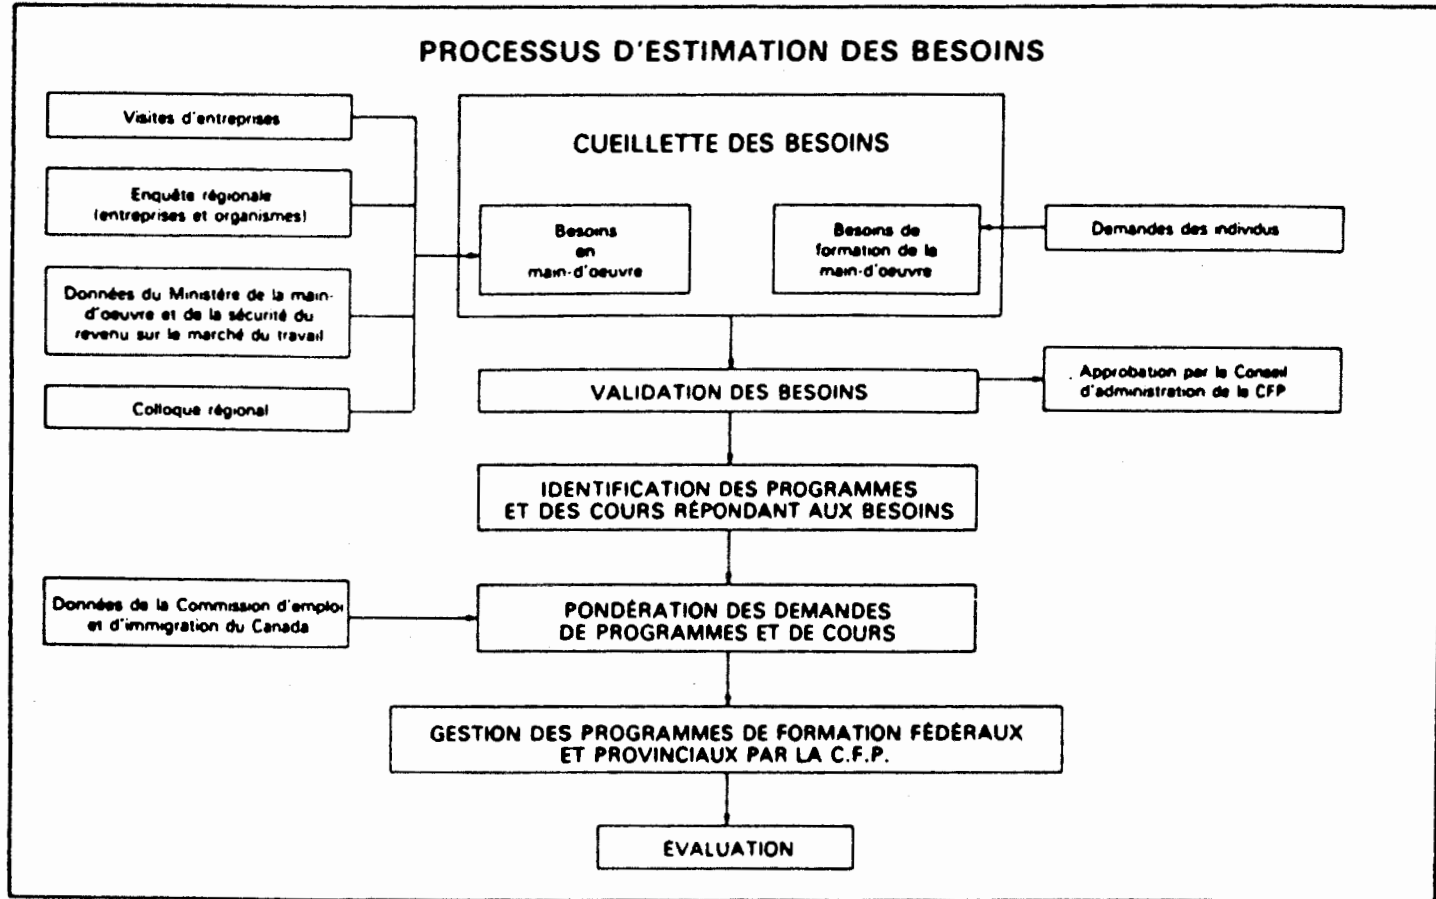 PROCESSUS D'ESTIMATION DES BESOINS
Visites d'entreprises
Enquête régionale
(entreprises et organismes)
Données du Ministère de la main-
d'oeuvre et de la sécurité du
revenu sur le marché du travail
Colloque régional
CUEILLETTE DES BESOINS
Besoins
en
main-d'oeuvre
Besoins de
formation de la
main-d'oeuvre
Demandes des individus
VALIDATION DES BESOINS
Approbation par le Conseil
d'administration de la CFP
IDENTIFICATION DES PROGRAMMES
ET DES COURS RÉPONDANT AUX BESOINS
Données de la Commission d'emploi
et d'immigration du Canada
PONDÉRATION DES DEMANDES
DE PROGRAMMES ET DE COURS
GESTION DES PROGRAMMES DE FORMATION FÉDÉRAUX
ET PROVINCIAUX PAR LA C.F.P.
ÉVALUATION